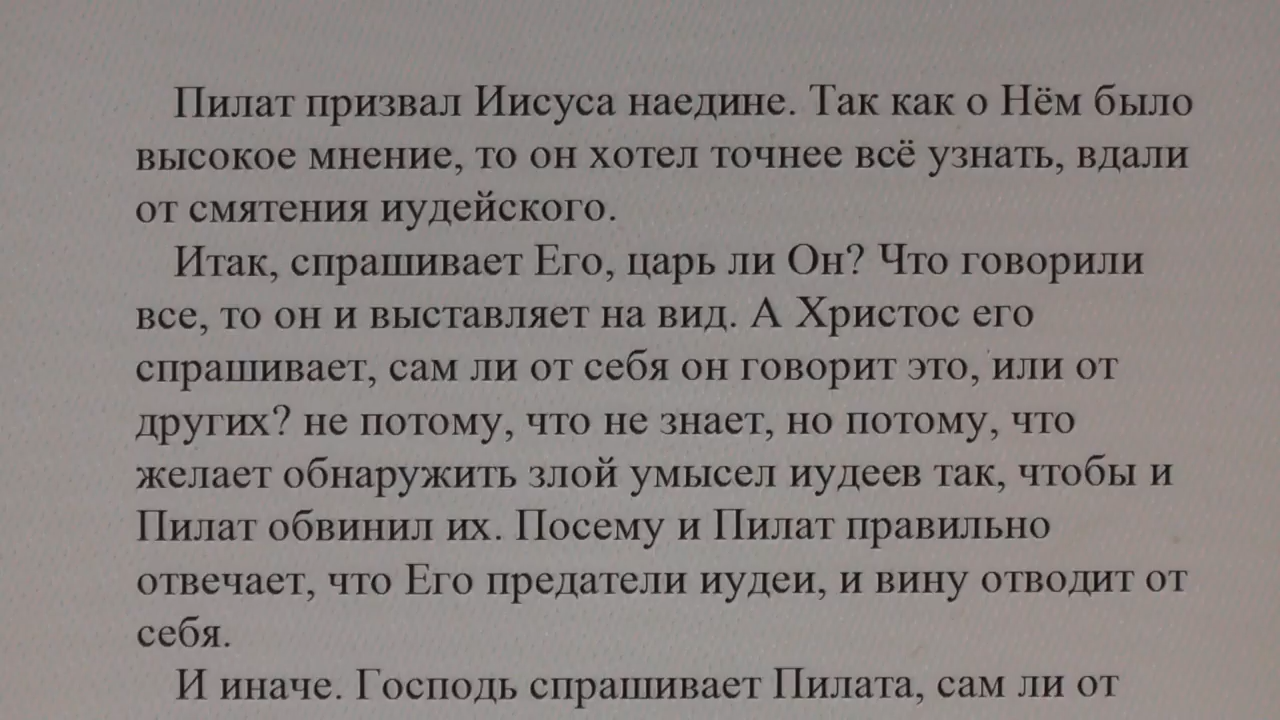 Пилат призвал Иисуса наедине. Так как о Нём было
высокое мнение, то он хотел точнее всё узнать, вдали
от смятения иудейского.
Итак, спрашивает Его, царь ли Он? Что говорили
все, то он и выставляет на вид. А Христос его
спрашивает, сам ли от себя он говорит это, или от
других? не потому, что не знает, но потому, что
желает обнаружить злой умысел иудеев так, чтобы и
Пилат обвинил их. Посему и Пилат правильно
отвечает, что Его предатели иудеи, и вину отводит от
себя.
И иначе. Господь спрашивает Пилата, сам ли от